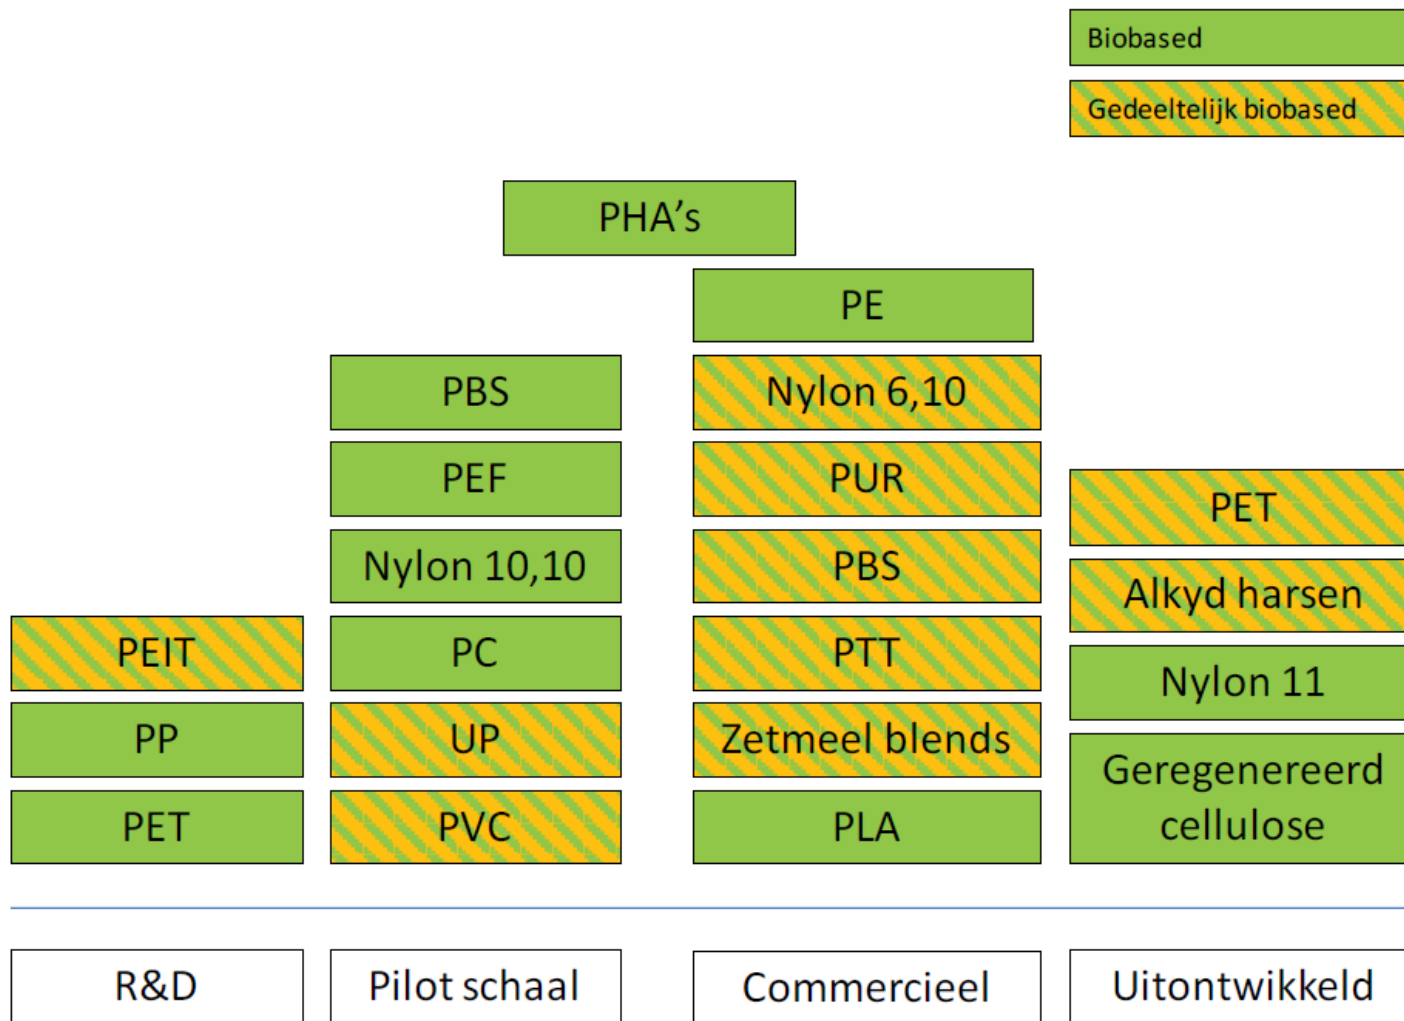 Biobased
Gedeeltelijk biobased
PHA's
PE
PBS
Nylon 6,10
PEF
PUR
PET
Nylon 10,10
PBS
Alkyd harsen
PEIT
PC
PTT
Nylon 11
PP
UP
Zetmeel blends
Geregenereerd
cellulose
PET
PVC
PLA
R&D
Pilot schaal
Commercieel
Uitontwikkeld